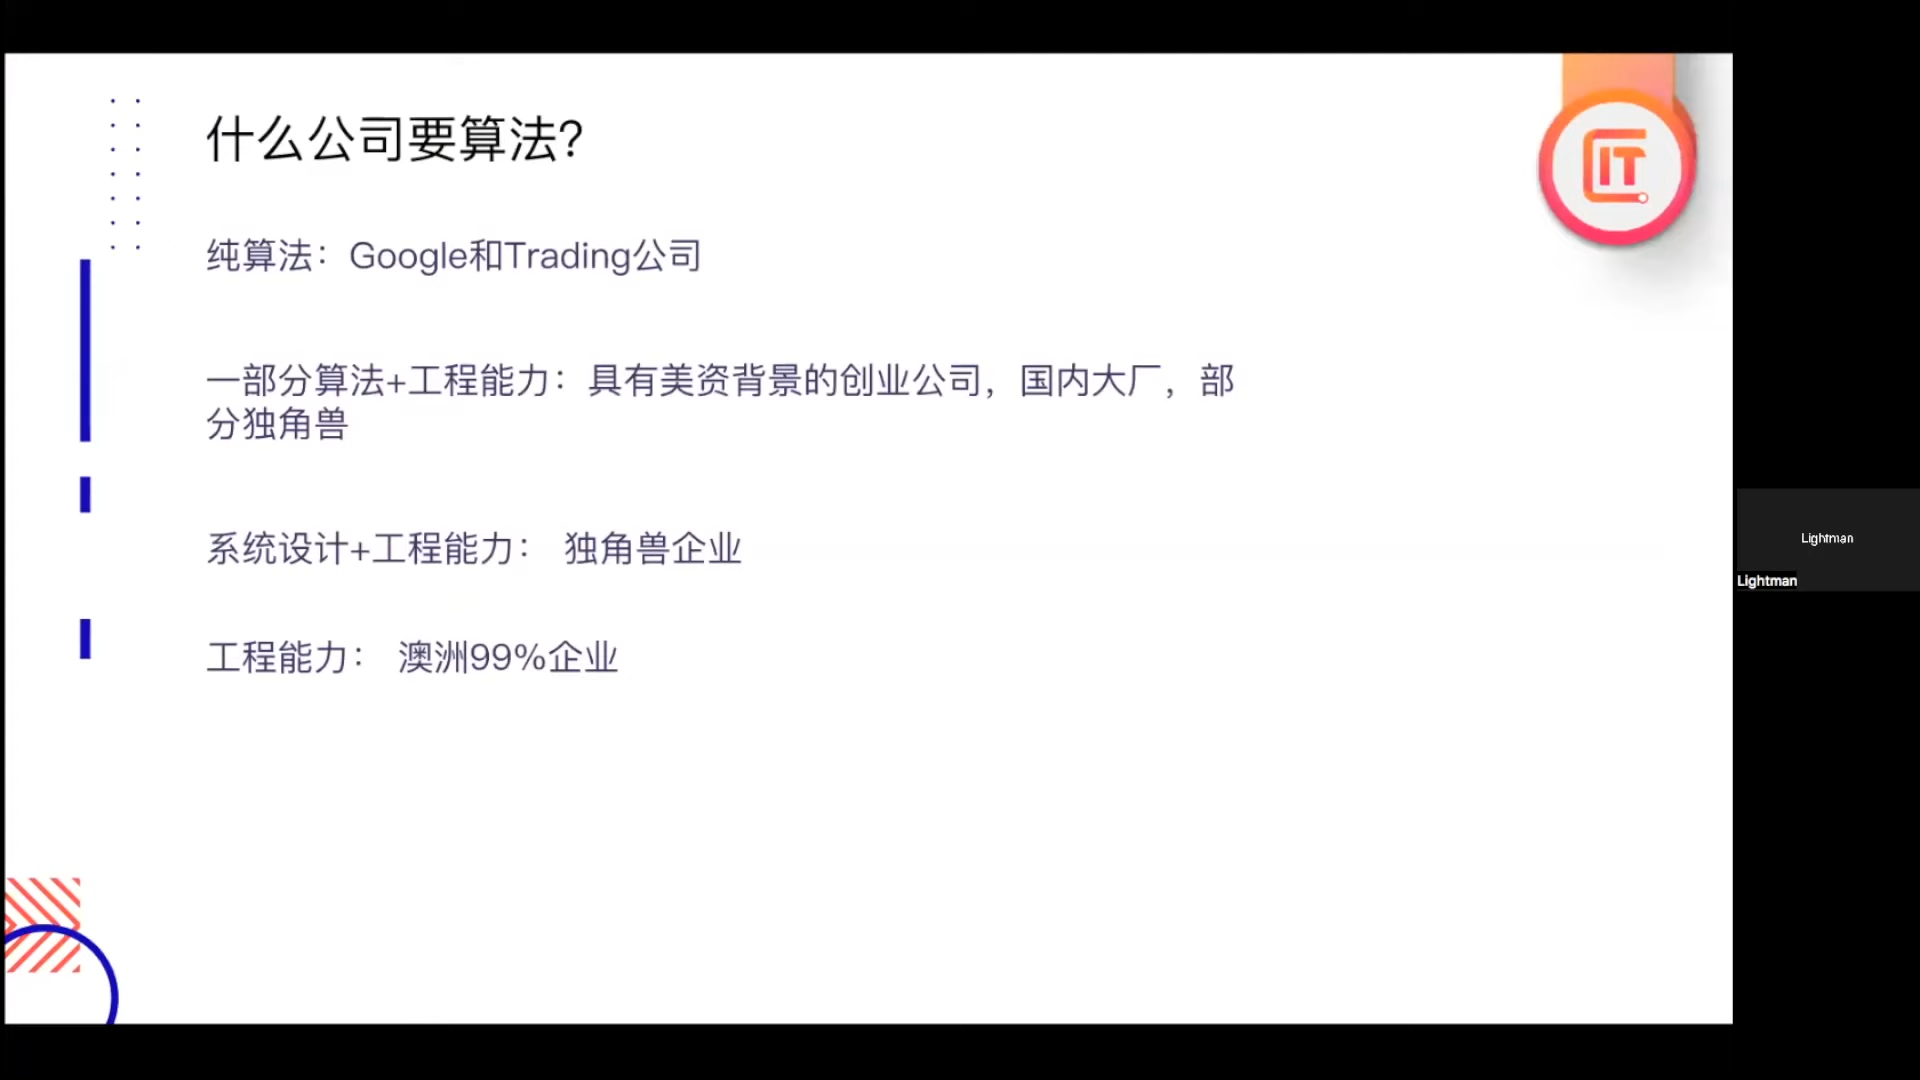 什么公司要算法?
IT
纯算法：Google和Trading公司
一部分算法+工程能力：具有美资背景的创业公司，国内大厂，部
分独角兽
系统设计+工程能力： 独角兽企业
工程能力： 澳洲99%企业
Lightman
Lightman